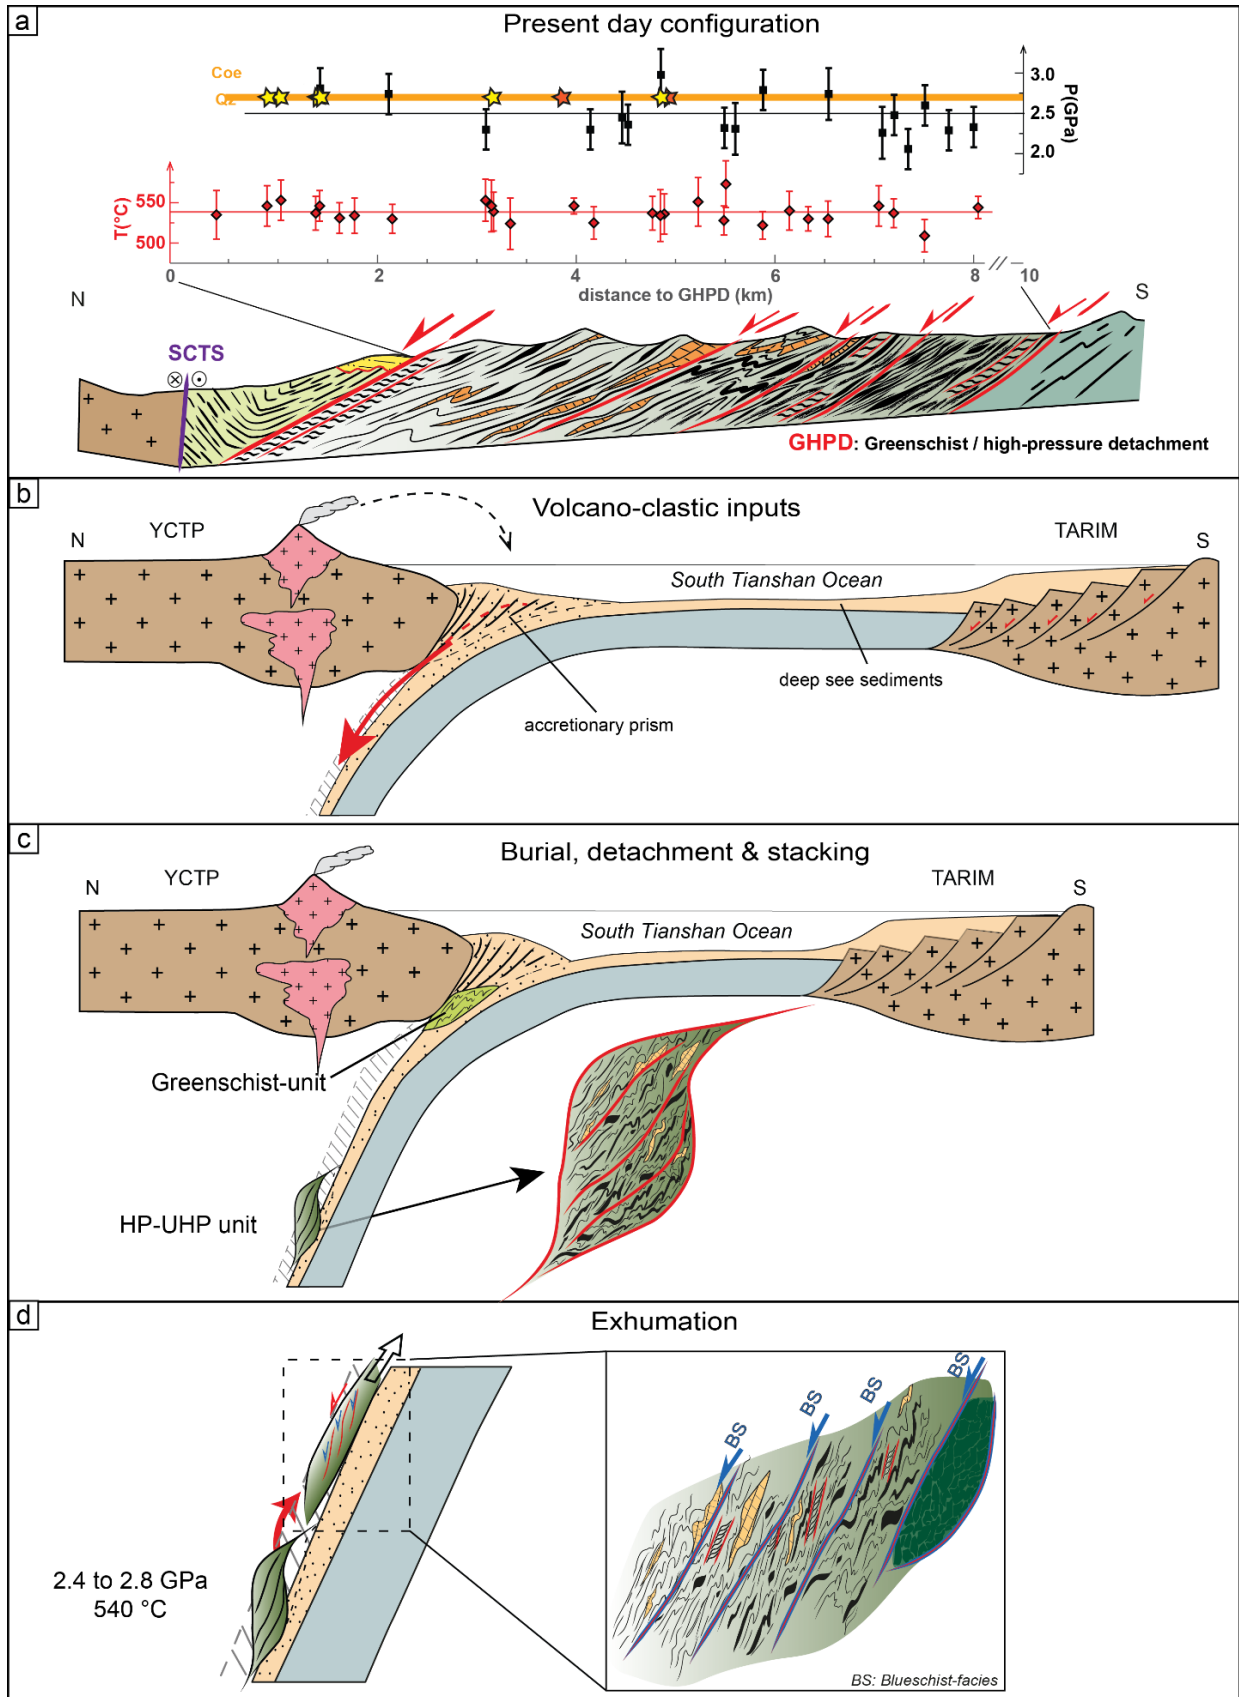 a
Present day configuration
Coe
Qz
3.0
2.5
2.0
P(GPa)
550
500
T(°C)
0 2 4 6 8 10
distance to GHPD (km)
N
S
SCTS
GHPD: Greenschist / high-pressure detachment
b
Volcano-clastic inputs
N
YCTP
TARIM
S
South Tianshan Ocean
deep see sediments
accretionary prism
c
Burial, detachment & stacking
N
YCTP
TARIM
S
South Tianshan Ocean
Greenschist-unit
HP-UHP unit
d
Exhumation
BS
BS
BS
BS
2.4 to 2.8 GPa
540 °C
BS: Blueschist-facies